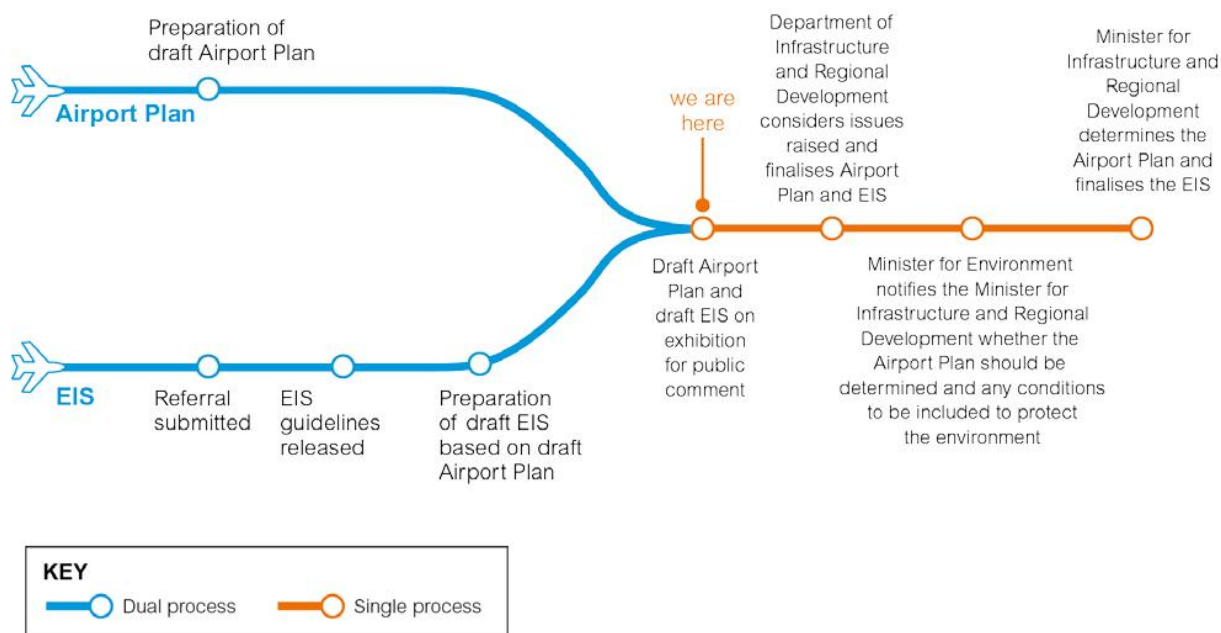 Preparation of
draft Airport Plan
Airport Plan
we are
here
Department of
Infrastructure
and Regional
Development
considers issues
raised and
finalises Airport
Plan and EIS
Minister for
Infrastructure and
Regional
Development
determines the
Airport Plan and
finalises the EIS
EIS
Referral
submitted
EIS
guidelines
released
Preparation
of draft EIS
based on draft
Airport Plan
Draft Airport
Plan and
draft EIS on
exhibition
for public
comment
Minister for Environment
notifies the Minister for
Infrastructure and Regional
Development whether the
Airport Plan should be
determined and any conditions
to be included to protect
the environment
KEY
Dual process
Single process